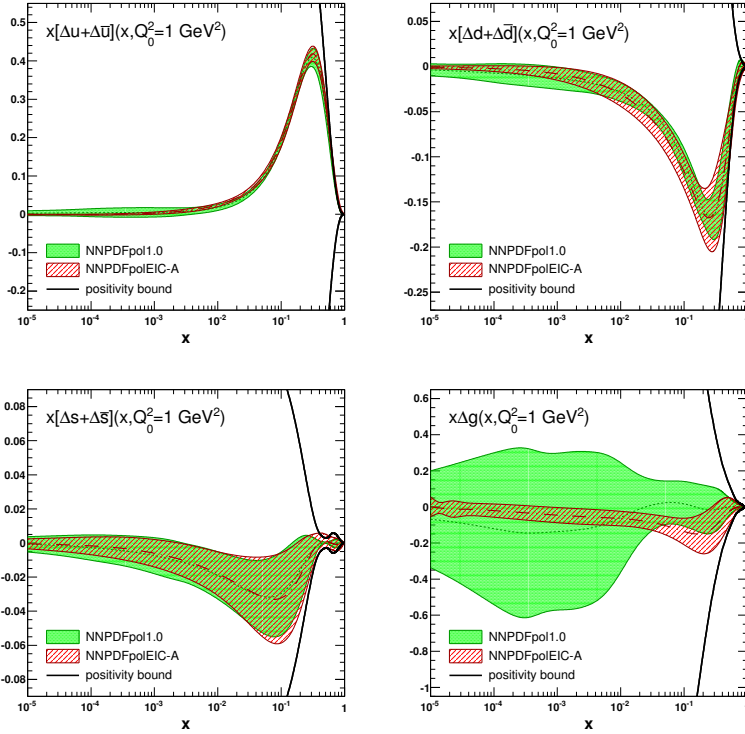 x[Δu+Δū](x,Q₀²=1 GeV²)
0.5
0.4
0.3
0.2
0.1
0
-0.1
-0.2
NNPDFpol1.0
NNPDFpolEIC-A
positivity bound
10⁻⁵ 10⁻⁴ 10⁻³ 10⁻² 10⁻¹ 1
x
x[Δd+Δd̄](x,Q₀²=1 GeV²)
0.05
0
-0.05
-0.1
-0.15
-0.2
-0.25
NNPDFpol1.0
NNPDFpolEIC-A
positivity bound
10⁻⁵ 10⁻⁴ 10⁻³ 10⁻² 10⁻¹
x
x[Δs+Δs̄](x,Q₀²=1 GeV²)
0.08
0.06
0.04
0.02
0
-0.02
-0.04
-0.06
-0.08
NNPDFpol1.0
NNPDFpolEIC-A
positivity bound
10⁻⁵ 10⁻⁴ 10⁻³ 10⁻² 10⁻¹ 1
x
xΔg(x,Q₀²=1 GeV²)
0.6
0.4
0.2
0
-0.2
-0.4
-0.6
-0.8
-1
NNPDFpol1.0
NNPDFpolEIC-A
positivity bound
10⁻⁵ 10⁻⁴ 10⁻³ 10⁻² 10⁻¹
x